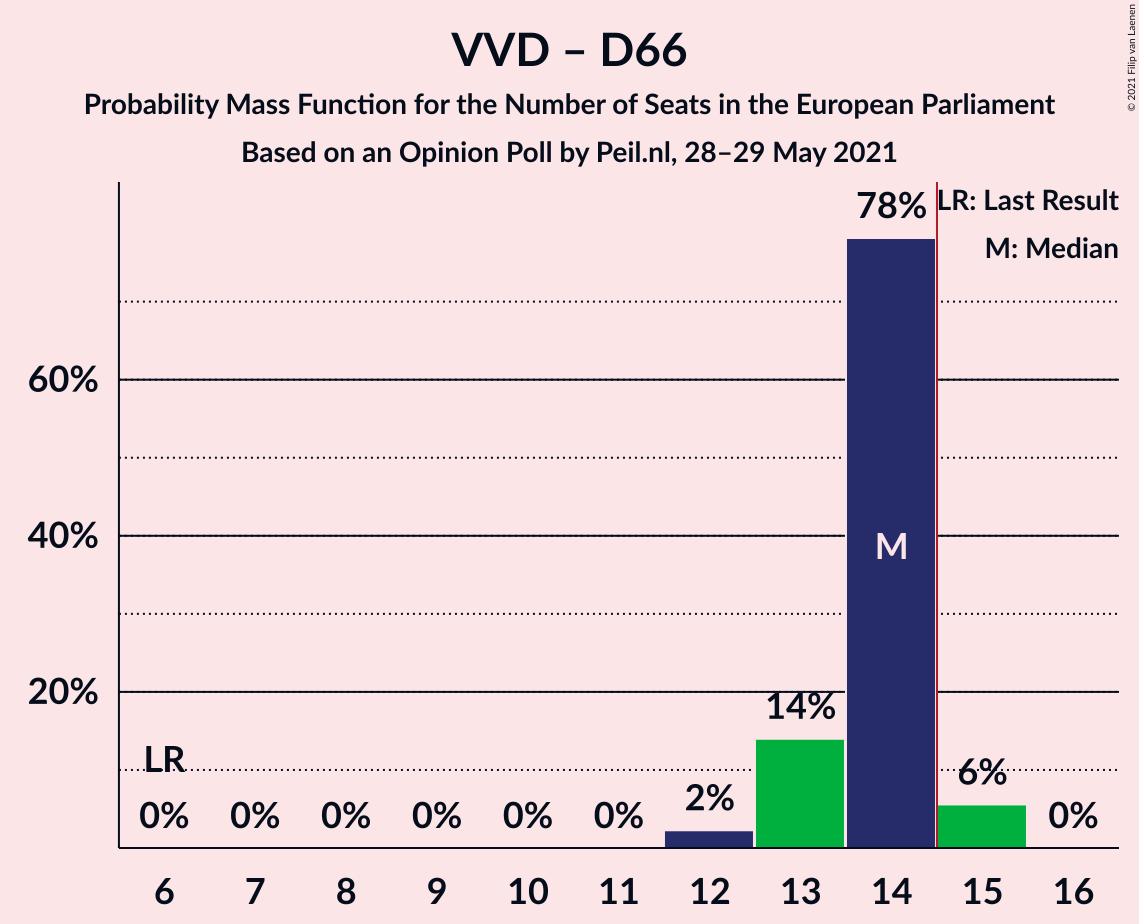 VVD – D66
Probability Mass Function for the Number of Seats in the European Parliament
Based on an Opinion Poll by Peil.nl, 28–29 May 2021
© 2021 Filip van Laenen
LR: Last Result
M: Median
60%
40%
20%
LR
0%
0%
0%
0%
0%
0%
2%
14%
78%
M
6%
0%
6 7 8 9 10 11 12 13 14 15 16